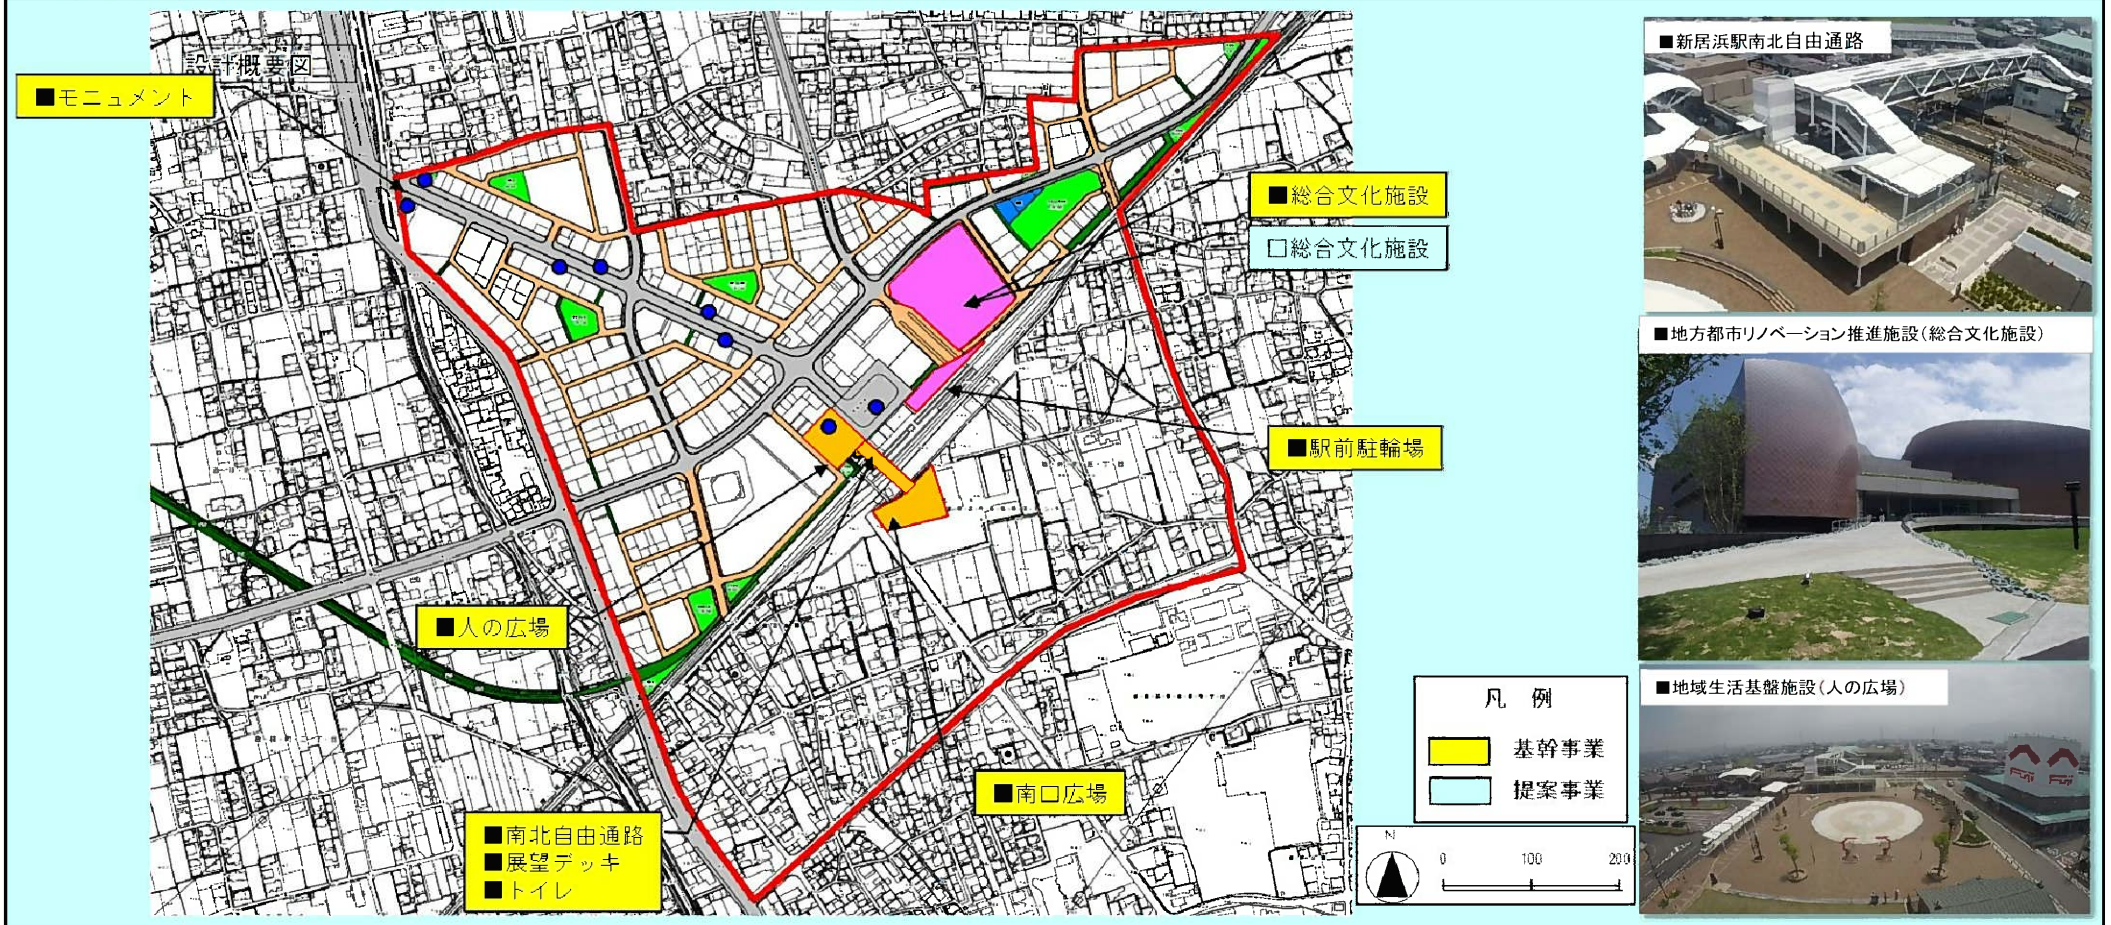 設計概要図
■モニュメント
■総合文化施設
□総合文化施設
■駅前駐輪場
■人の広場
■南北自由通路
■展望デッキ
■トイレ
■南口広場
凡 例
基幹事業
提案事業
N
0 100 200
■新居浜駅南北自由通路
■地方都市リノベーション推進施設(総合文化施設)
■地域生活基盤施設(人の広場)
Fuji Fuji